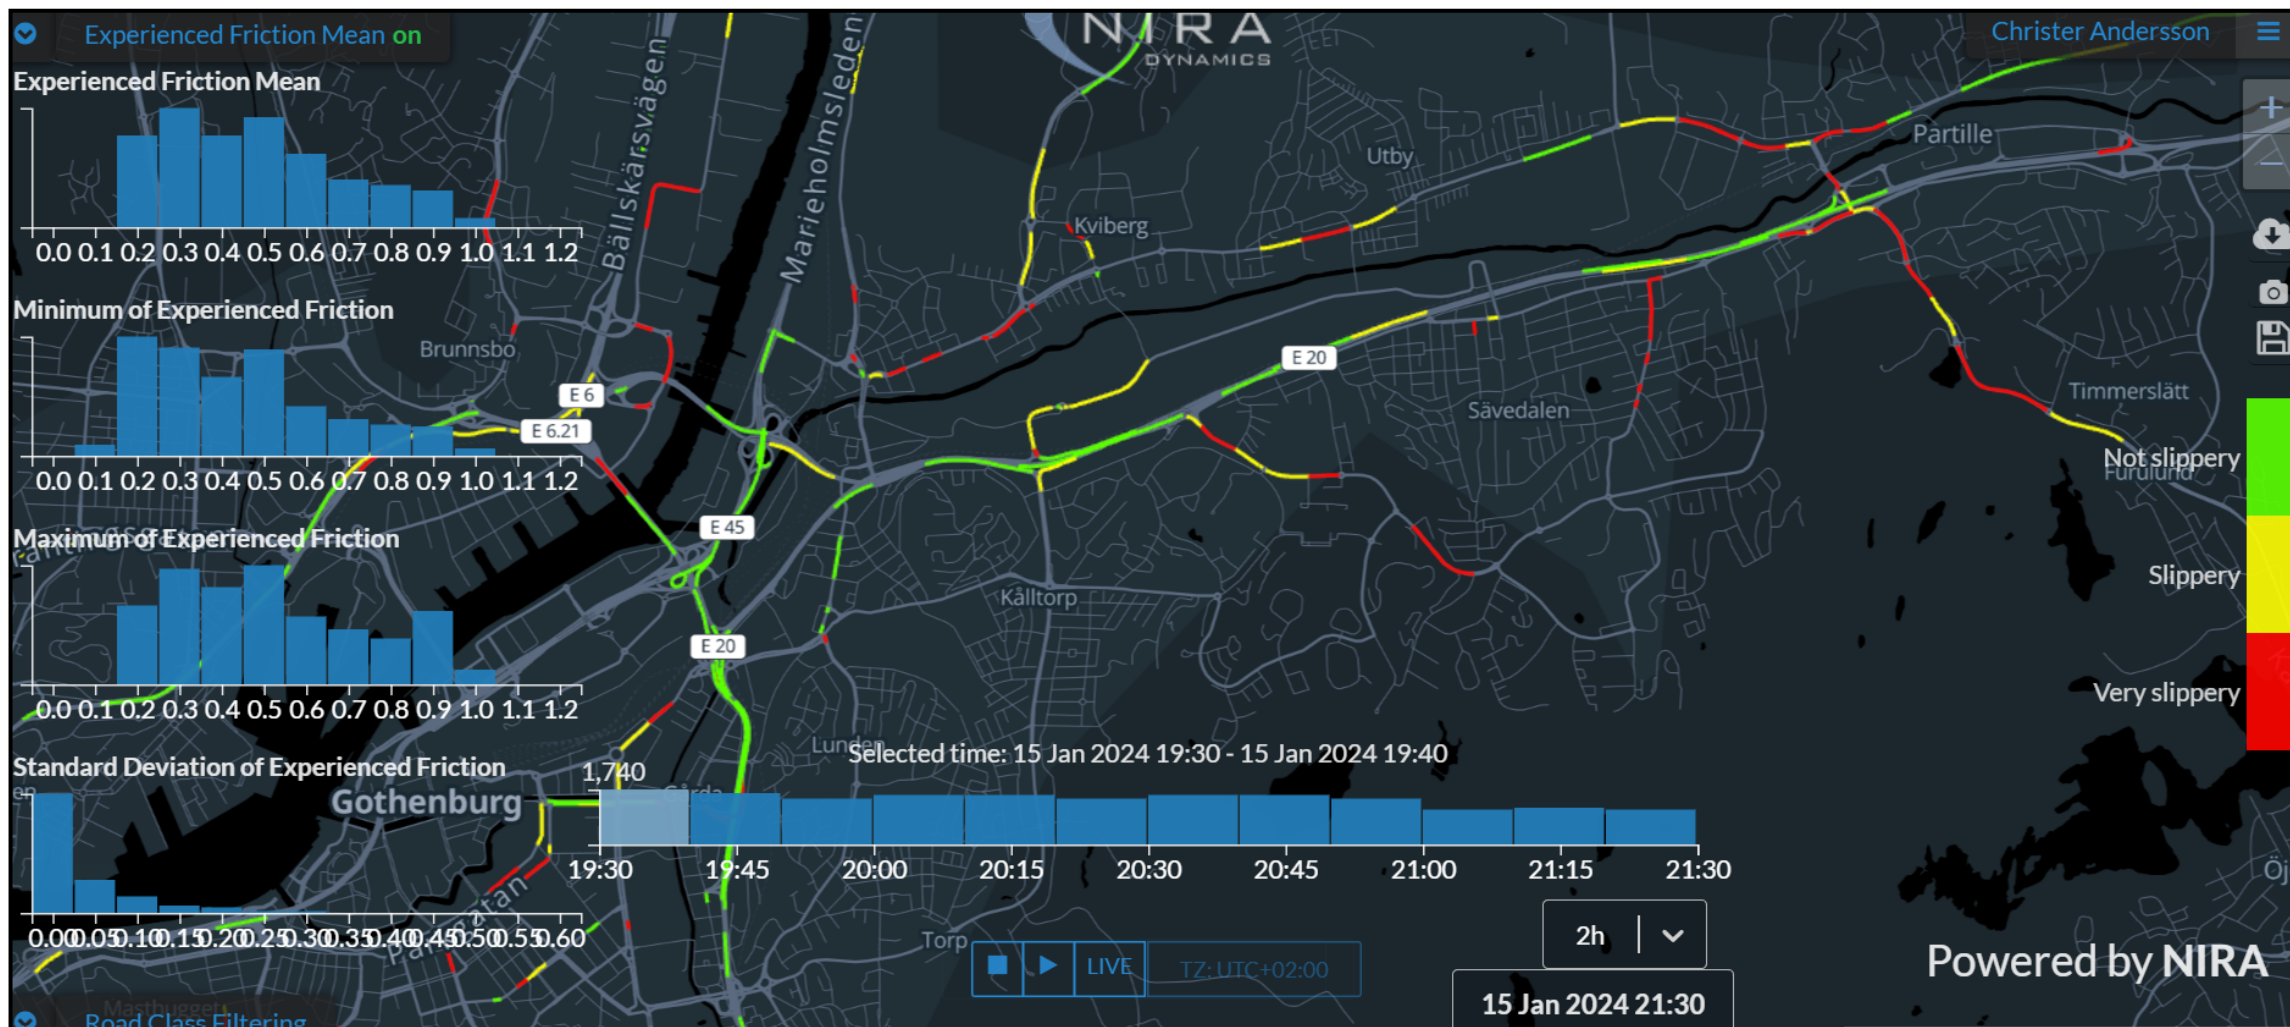 Experienced Friction Mean on
NIRA
DYNAMICS
Christer Andersson
Experienced Friction Mean
0.0 0.1 0.2 0.3 0.4 0.5 0.6 0.7 0.8 0.9 1.0 1.1 1.2
Minimum of Experienced Friction
0.0 0.1 0.2 0.3 0.4 0.5 0.6 0.7 0.8 0.9 1.0 1.1 1.2
Maximum of Experienced Friction
0.0 0.1 0.2 0.3 0.4 0.5 0.6 0.7 0.8 0.9 1.0 1.1 1.2
Standard Deviation of Experienced Friction
0.00 0.05 0.10 0.15 0.20 0.25 0.30 0.35 0.40 0.45 0.50 0.55 0.60
Road Class Filtering
Bällskärsvägen
Marieholmsleden
Utby
Partille
Kviberg
Brunnsbo
E 6
E 6.21
E 20
Sävedalen
Timmerslätt
Furulund
E 45
Kålltorp
E 20
Lunden
Gårda
Gothenburg
Parkgatan
Torp
Masthugget
Not slippery
Slippery
Very slippery
Selected time: 15 Jan 2024 19:30 - 15 Jan 2024 19:40
1,740
19:30 19:45 20:00 20:15 20:30 20:45 21:00 21:15 21:30
2h
LIVE
TZ: UTC+02:00
15 Jan 2024 21:30
Powered by NIRA